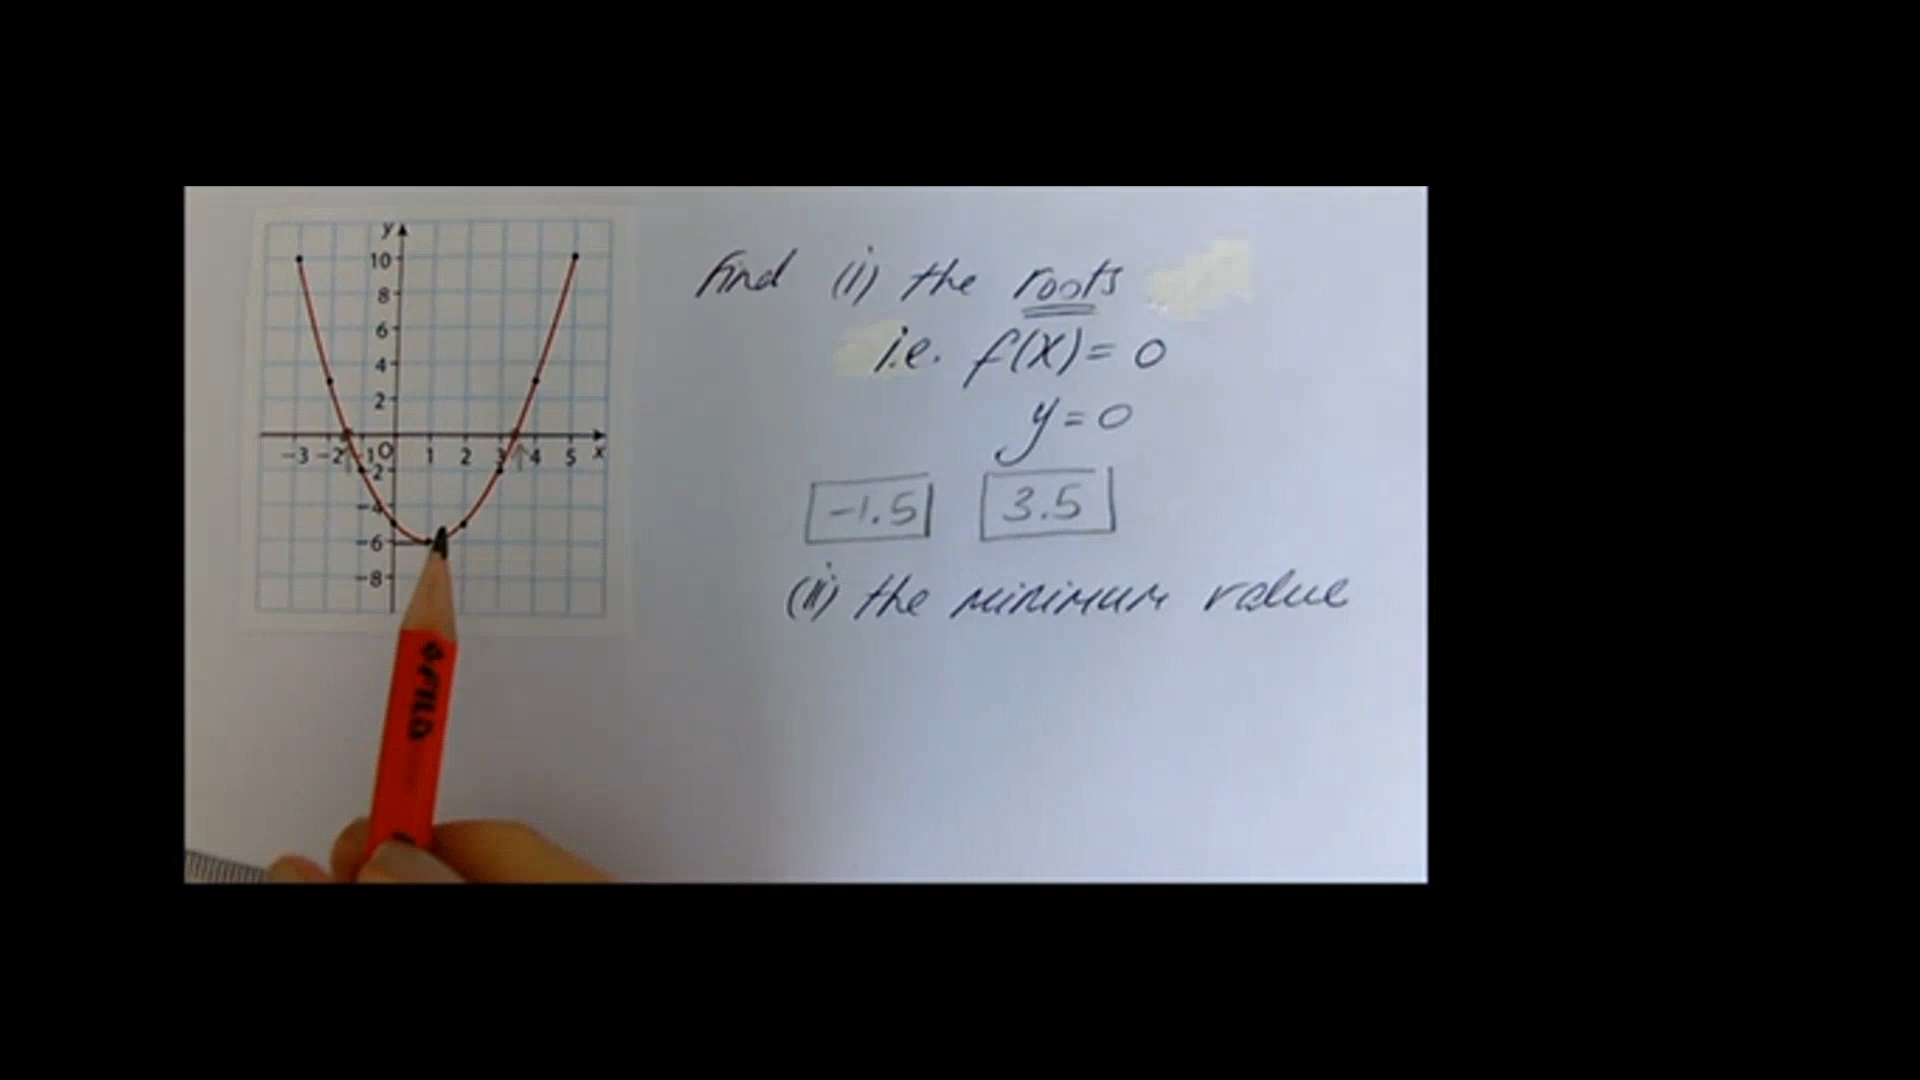 y
10
8
6
4
2
-3 -2 -1 O 1 2 3 4 5 x
-2
-4
-6
-8
find (i) the roots
i.e. f(x) = 0
y = 0
-1.5 3.5
(ii) the minimum value